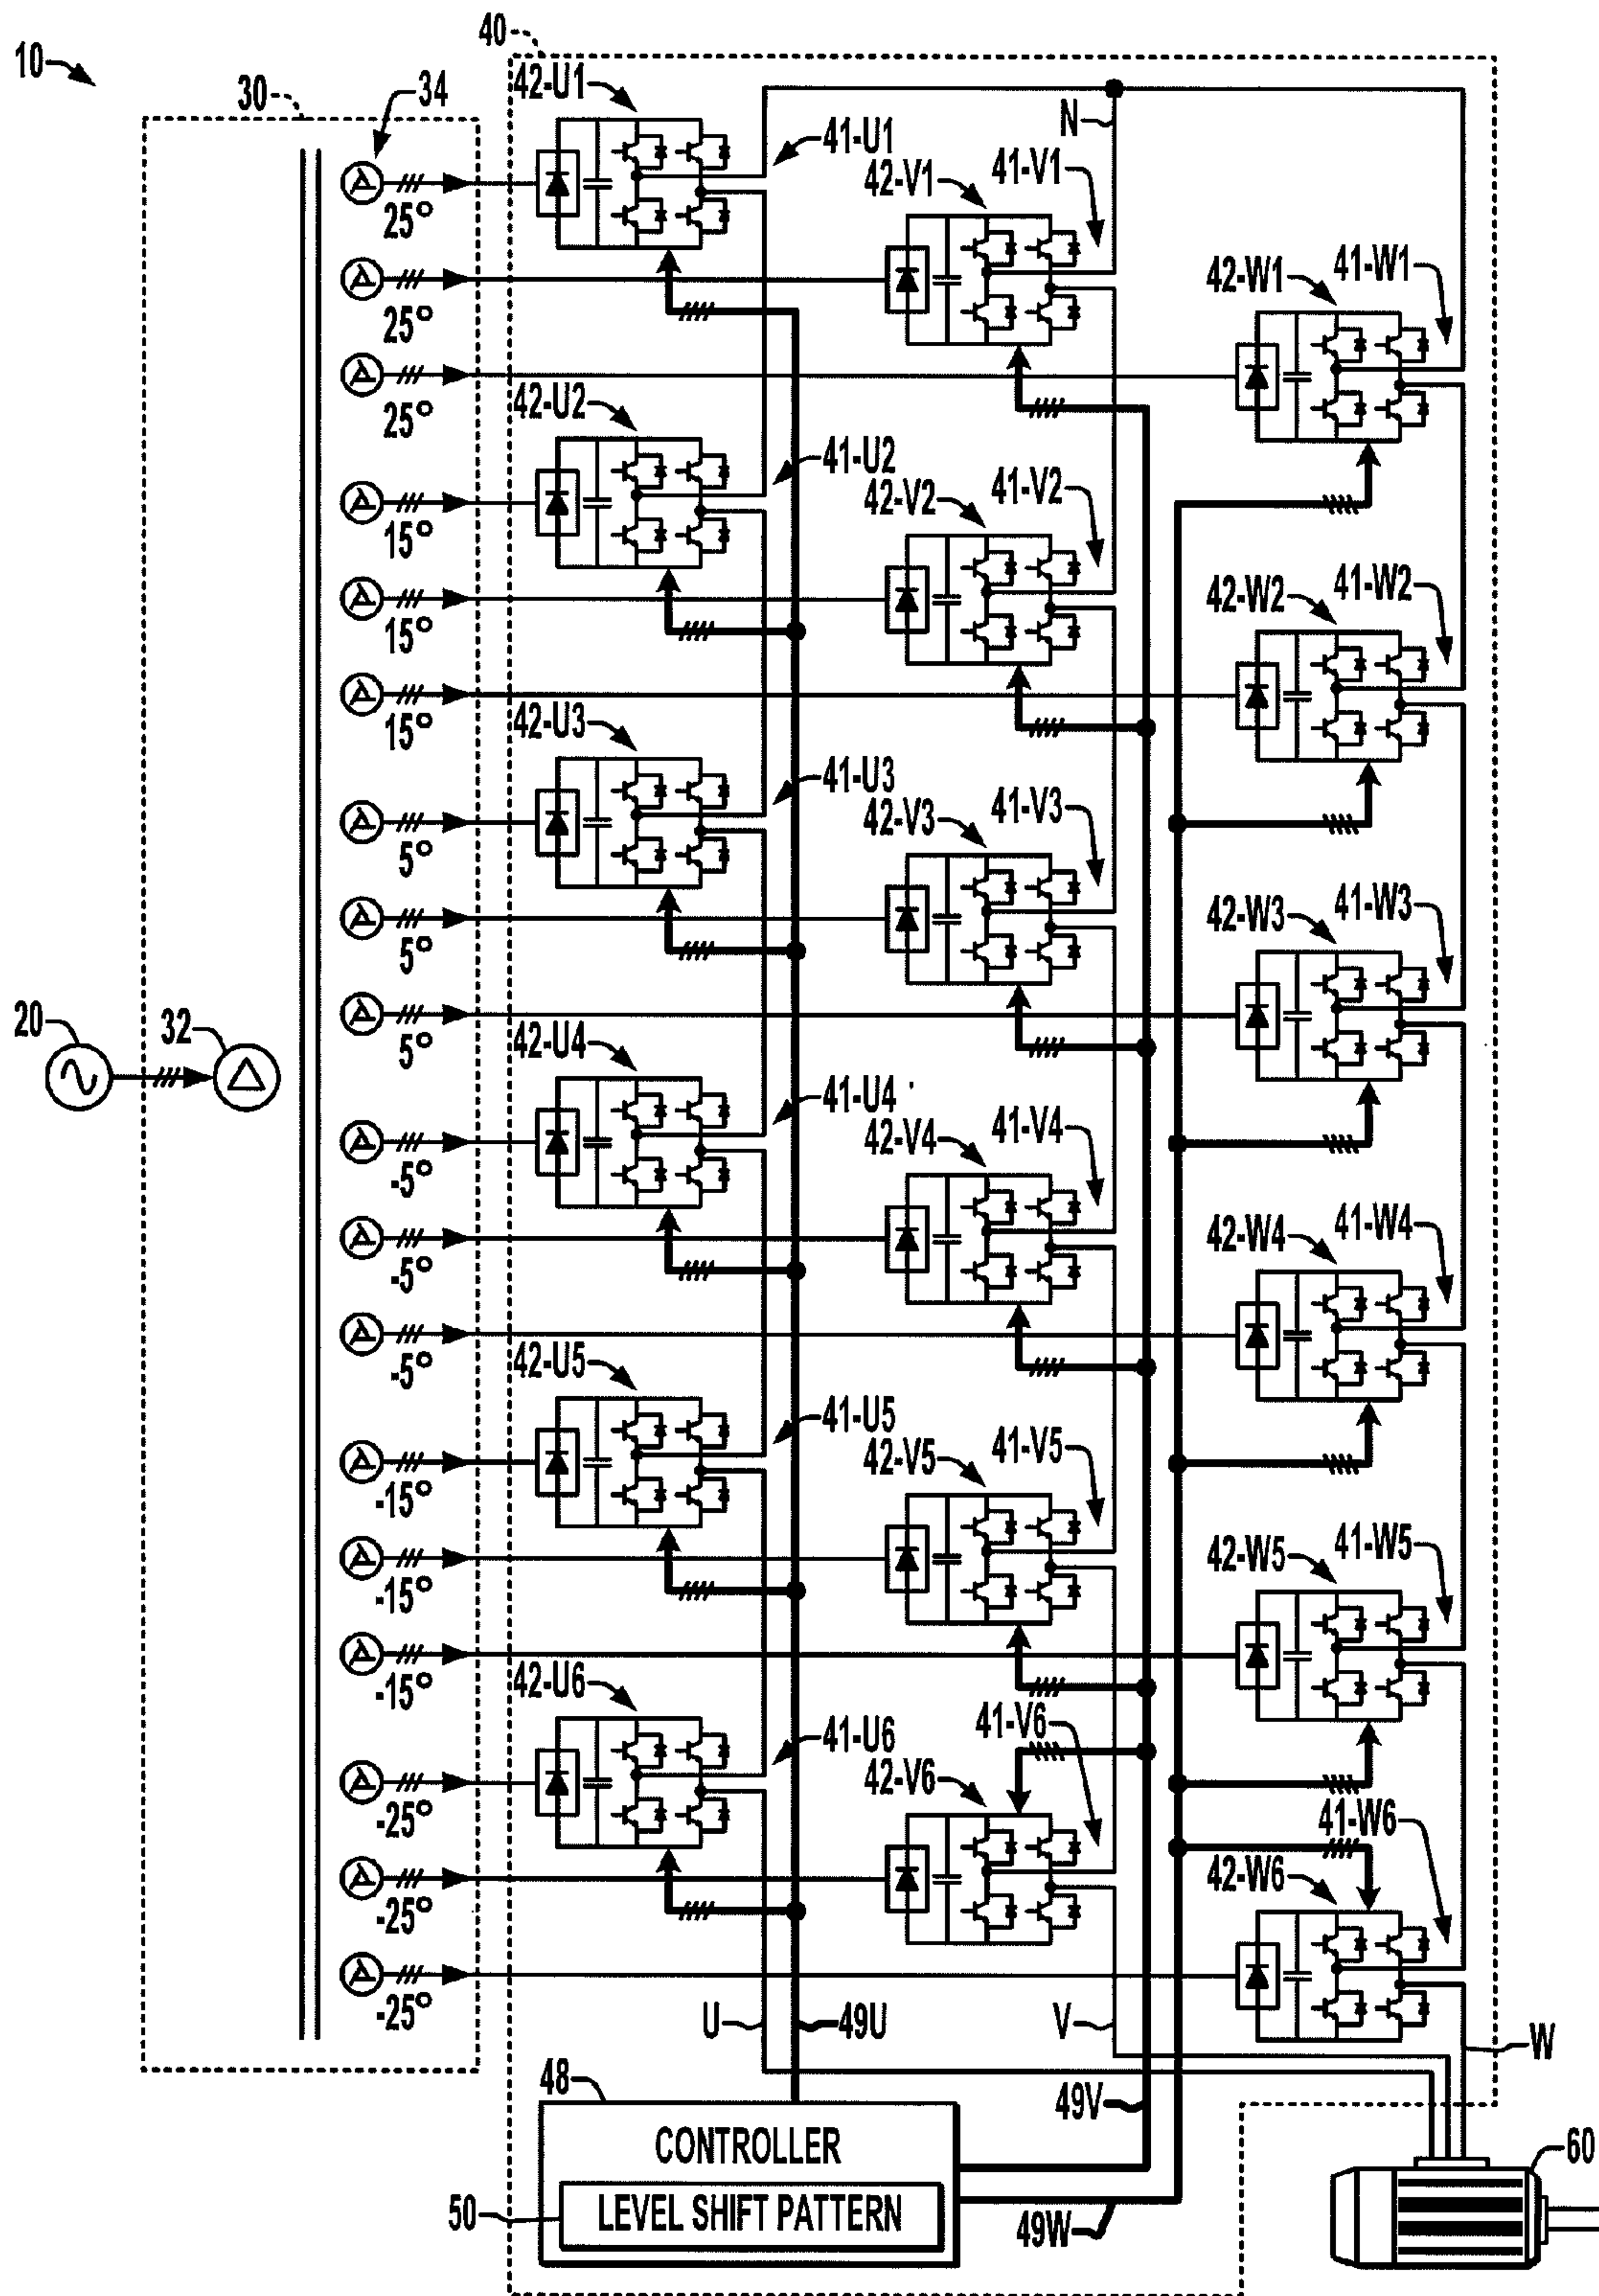 10
40
30
34
42-U1
41-U1
N
42-V1
41-V1
25°
25°
42-W1
41-W1
25°
42-U2
41-U2
42-V2
41-V2
15°
15°
42-W2
41-W2
15°
42-U3
41-U3
42-V3
41-V3
5°
5°
42-W3
41-W3
5°
20
32
42-U4
41-U4
42-V4
41-V4
-5°
-5°
42-W4
41-W4
-5°
42-U5
41-U5
42-V5
41-V5
-15°
-15°
42-W5
41-W5
-15°
42-U6
41-U6
42-V6
41-V6
-25°
-25°
42-W6
41-W6
-25°
U
49U
V
W
48
49V
CONTROLLER
60
50
LEVEL SHIFT PATTERN
49W